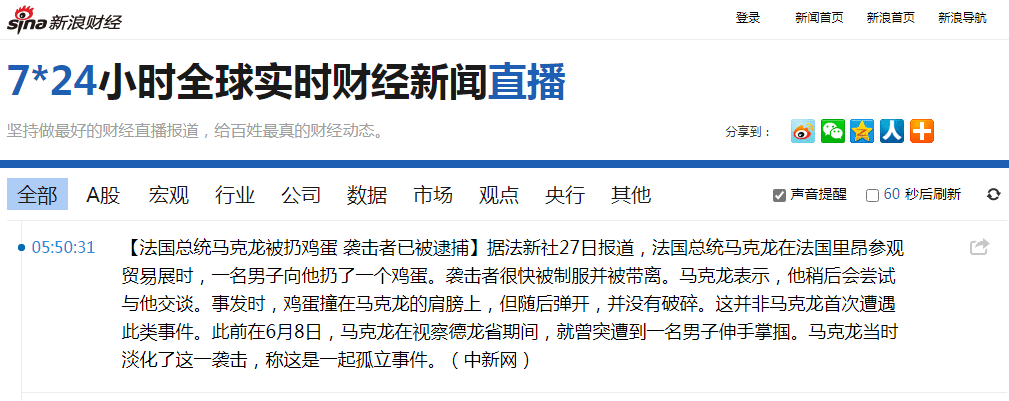 sina新浪财经
登录 新闻首页 新浪首页 新浪导航
7*24小时全球实时财经新闻直播
坚持做最好的财经直播报道，给百姓最真的财经动态。
分享到：
全部 A股 宏观 行业 公司 数据 市场 观点 央行 其他
声音提醒 60 秒后刷新
05:50:31
【法国总统马克龙被扔鸡蛋 袭击者已被逮捕】据法新社27日报道，法国总统马克龙在法国里昂参观
贸易展时，一名男子向他扔了一个鸡蛋。袭击者很快被制服并被带离。马克龙表示，他稍后会尝试
与他交谈。事发时，鸡蛋撞在马克龙的肩膀上，但随后弹开，并没有破碎。这并非马克龙首次遭遇
此类事件。此前在6月8日，马克龙在视察德龙省期间，就曾突遭到一名男子伸手掌掴。马克龙当时
淡化了这一袭击，称这是一起孤立事件。（中新网）